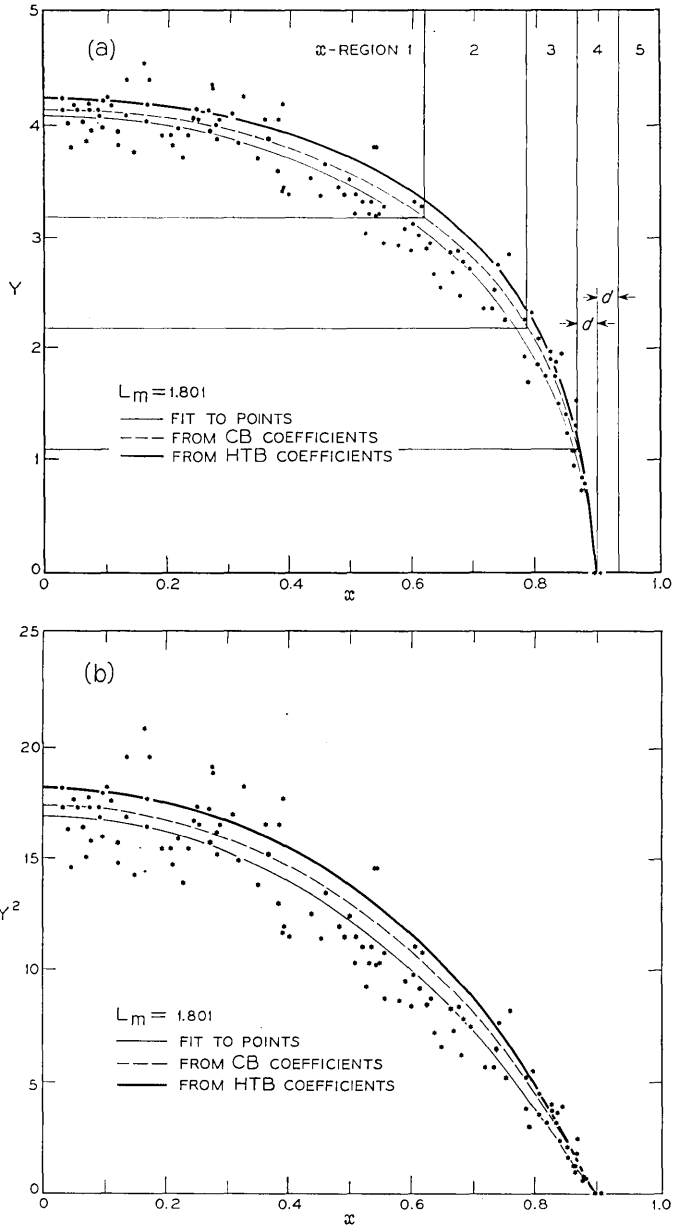 5
(a)
x-REGION 1 2 3 4 5
4
3
Y
d
d
2
Lm=1.801
FIT TO POINTS
FROM CB COEFFICIENTS
FROM HTB COEFFICIENTS
1
0
0 0.2 0.4 0.6 0.8 1.0
x
25
(b)
20
15
Y²
10
Lm = 1.801
FIT TO POINTS
FROM CB COEFFICIENTS
FROM HTB COEFFICIENTS
5
0
0 0.2 0.4 0.6 0.8 1.0
x